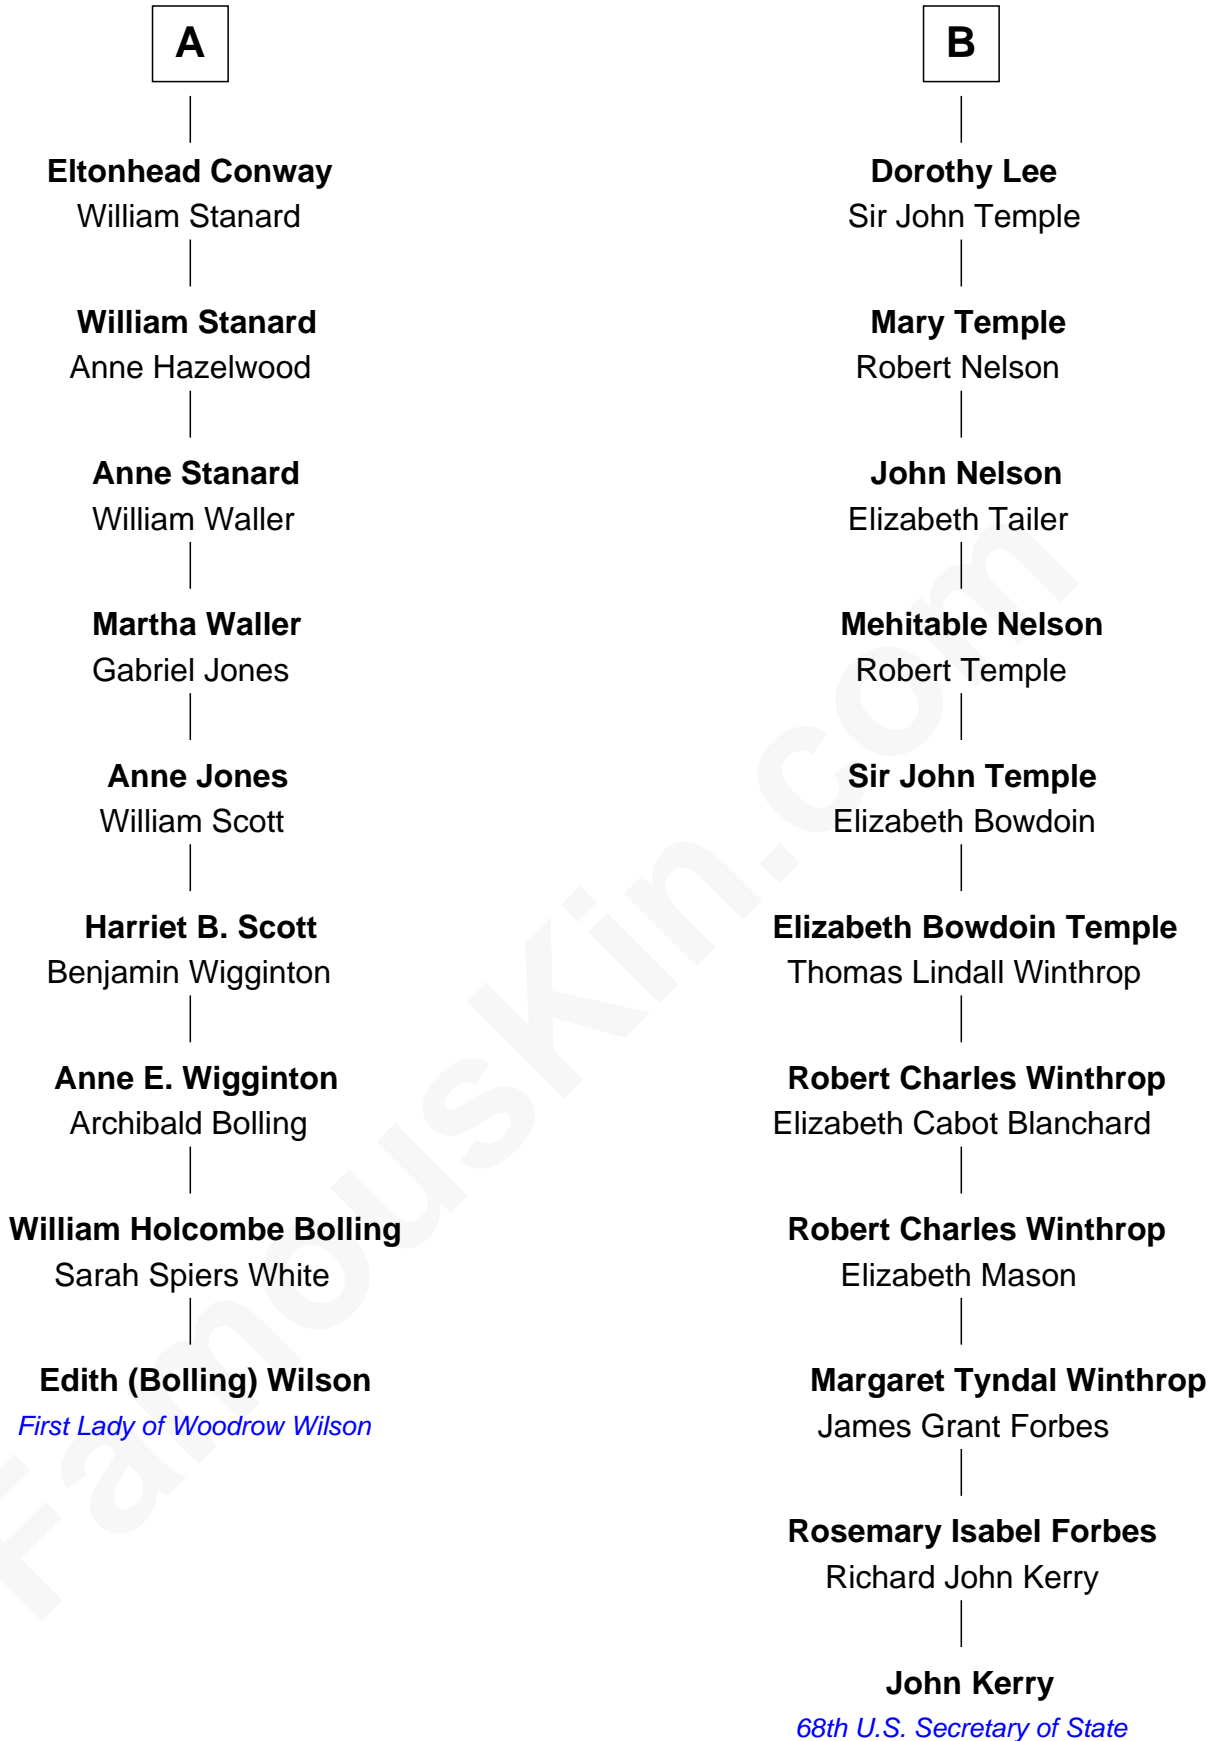 A
Eltonhead Conway
William Stanard
William Stanard
Anne Hazelwood
Anne Stanard
William Waller
Martha Waller
Gabriel Jones
Anne Jones
William Scott
Harriet B. Scott
Benjamin Wigginton
Anne E. Wigginton
Archibald Bolling
William Holcombe Bolling
Sarah Spiers White
Edith (Bolling) Wilson
First Lady of Woodrow Wilson
B
Dorothy Lee
Sir John Temple
Mary Temple
Robert Nelson
John Nelson
Elizabeth Tailer
Mehitable Nelson
Robert Temple
Sir John Temple
Elizabeth Bowdoin
Elizabeth Bowdoin Temple
Thomas Lindall Winthrop
Robert Charles Winthrop
Elizabeth Cabot Blanchard
Robert Charles Winthrop
Elizabeth Mason
Margaret Tyndal Winthrop
James Grant Forbes
Rosemary Isabel Forbes
Richard John Kerry
John Kerry
68th U.S. Secretary of State
FamousKin.com